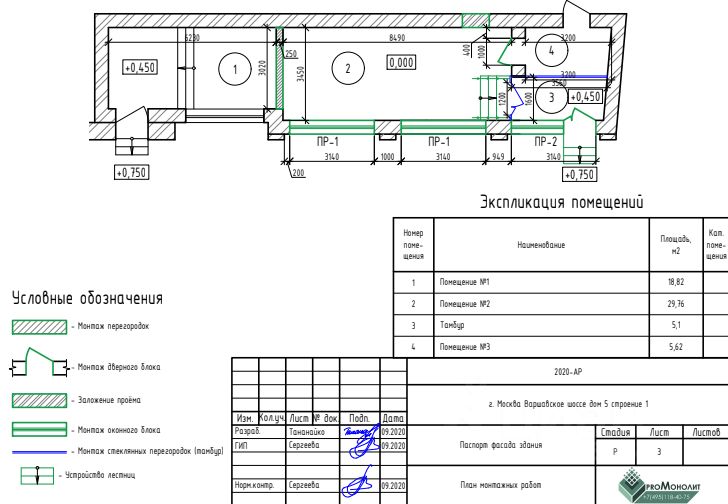 6230
8490
3200
+0,450
1
3020
250
3450
2
0,000
400
1000
4
3200
3560
3
+0,450
1200
1600
ПР-1
ПР-1
ПР-2
3140
1000
3140
949
3140
+0,750
200
+0,750
Экспликация помещений
Номер поме-щения
Наименование
Площадь, м2
Кат. поме-щения
1 Помещение №1 18,82
2 Помещение №2 29,76
3 Тамбур 5,1
4 Помещение №3 5,62
Условные обозначения
- Монтаж перегородок
- Монтаж дверного блока
- Заложение проёма
- Монтаж оконного блока
- Монтаж стеклянных перегородок (тамбур)
- Устройство лестниц
2020-АР
г. Москва Варшавское шоссе дом 5 строение 1
Изм. Кол.уч. Лист № док. Подп. Дата
Разраб. Тананайко 09.2020
ГИП Сергеева 09.2020
Паспорт фасада здания
Стадия Лист Листов
Р 3
Норм.контр. Сергеева 09.2020
План монтажных работ
PROМОНОЛИТ
+7(495)118-40-75